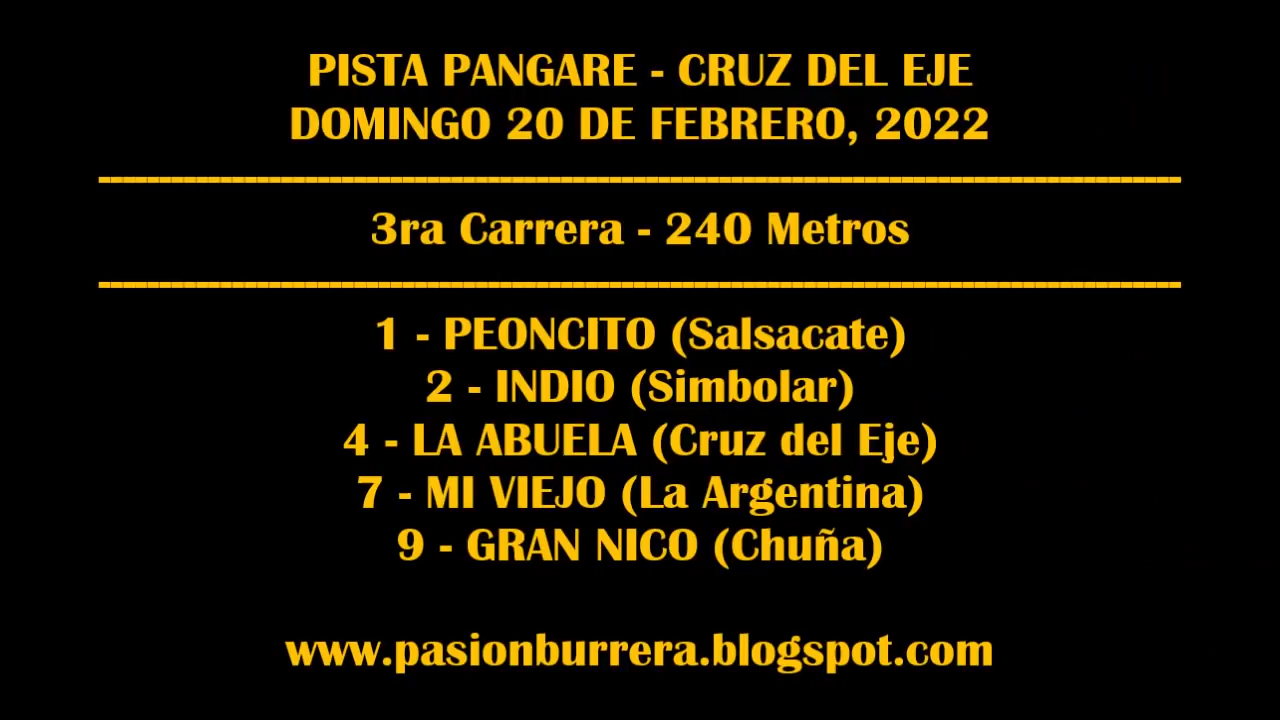 PISTA PANGARE - CRUZ DEL EJE
DOMINGO 20 DE FEBRERO, 2022
3ra Carrera - 240 Metros
1 - PEONCITO (Salsacate)
2 - INDIO (Simbolar)
4 - LA ABUELA (Cruz del Eje)
7 - MI VIEJO (La Argentina)
9 - GRAN NICO (Chuña)
www.pasionburrera.blogspot.com